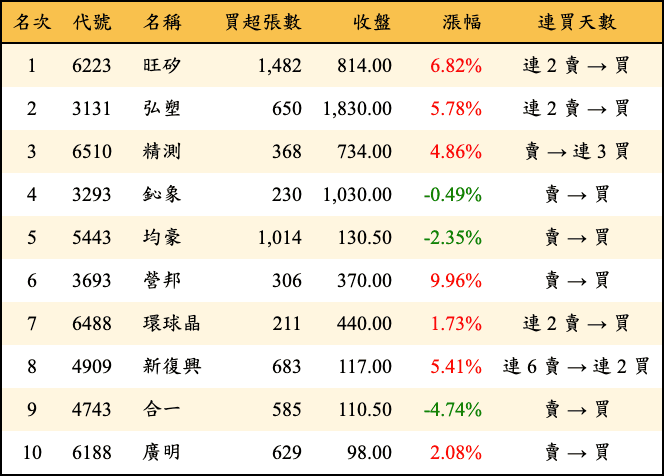 名次 代號 名稱 買超張數 收盤 漲幅 連買天數
1 6223 旺矽 1,482 814.00 6.82% 連 2 賣 → 買
2 3131 弘塑 650 1,830.00 5.78% 連 2 賣 → 買
3 6510 精測 368 734.00 4.86% 賣 → 連 3 買
4 3293 鈊象 230 1,030.00 -0.49% 賣 → 買
5 5443 均豪 1,014 130.50 -2.35% 賣 → 買
6 3693 營邦 306 370.00 9.96% 賣 → 買
7 6488 環球晶 211 440.00 1.73% 連 2 賣 → 買
8 4909 新復興 683 117.00 5.41% 連 6 賣 → 連 2 買
9 4743 合一 585 110.50 -4.74% 賣 → 買
10 6188 廣明 629 98.00 2.08% 賣 → 買